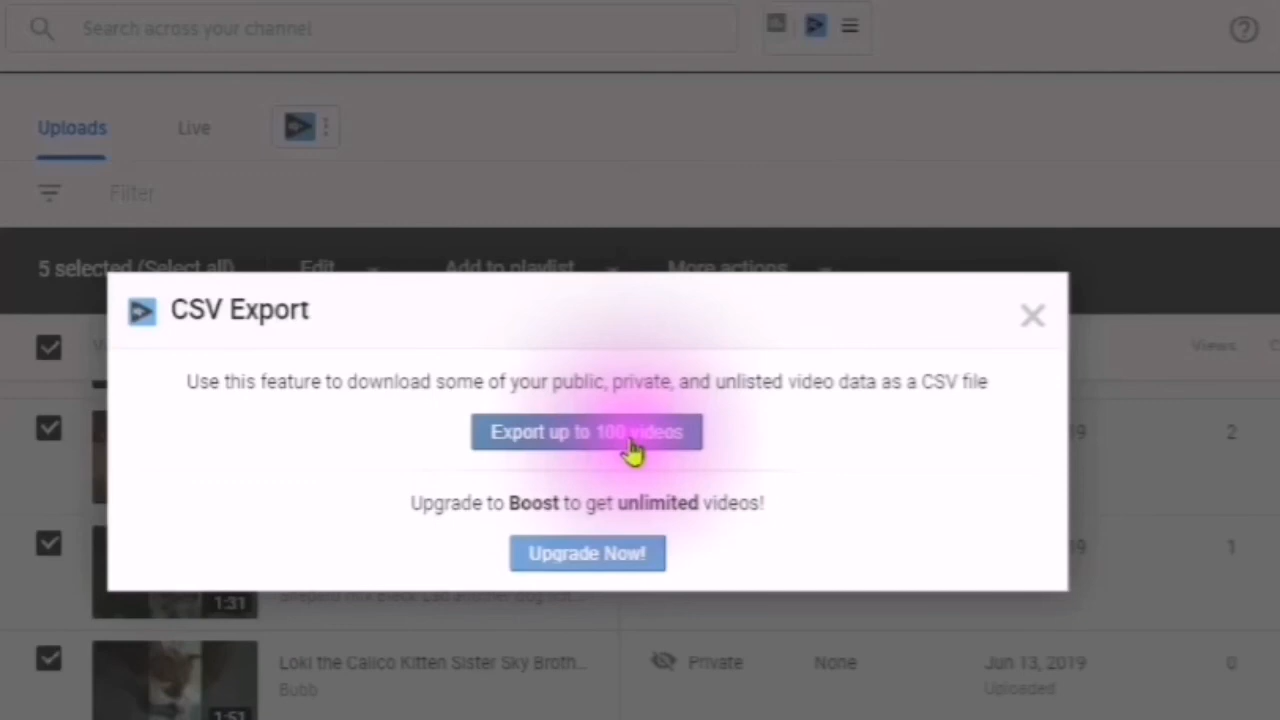 Search across your channel
Uploads
Live
Filter
5 selected (Select all)
Edit
Add to playlist
More actions
CSV Export
Views
Use this feature to download some of your public, private, and unlisted video data as a CSV file
Export up to 100 videos
19
2
Upgrade to Boost to get unlimited videos!
Upgrade Now!
19
1
1:31
Loki the Calico Kitten Sister Sky Broth...
Private
None
Jun 13, 2019
0
Bubb
Uploaded
1:51